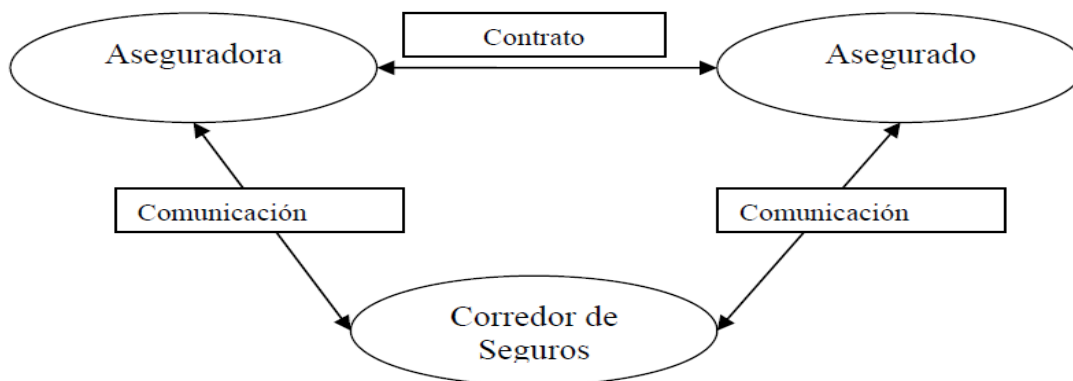 Contrato
Aseguradora
Asegurado
Comunicación
Comunicación
Corredor de
Seguros